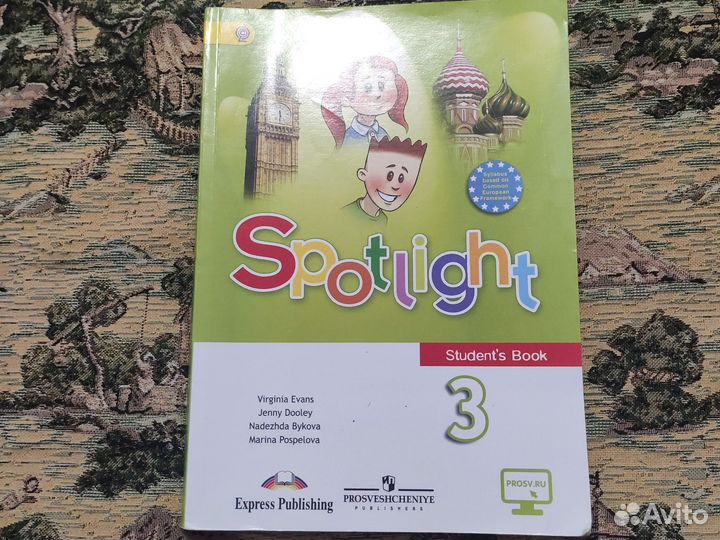 Syllabus
based on
Common
European
Framework
Spotlight
Student's Book
3
Virginia Evans
Jenny Dooley
Nadezhda Bykova
Marina Pospelova
Express Publishing
PROSVESHCHENIYE
PUBLISHERS
PROSV.RU
Avito